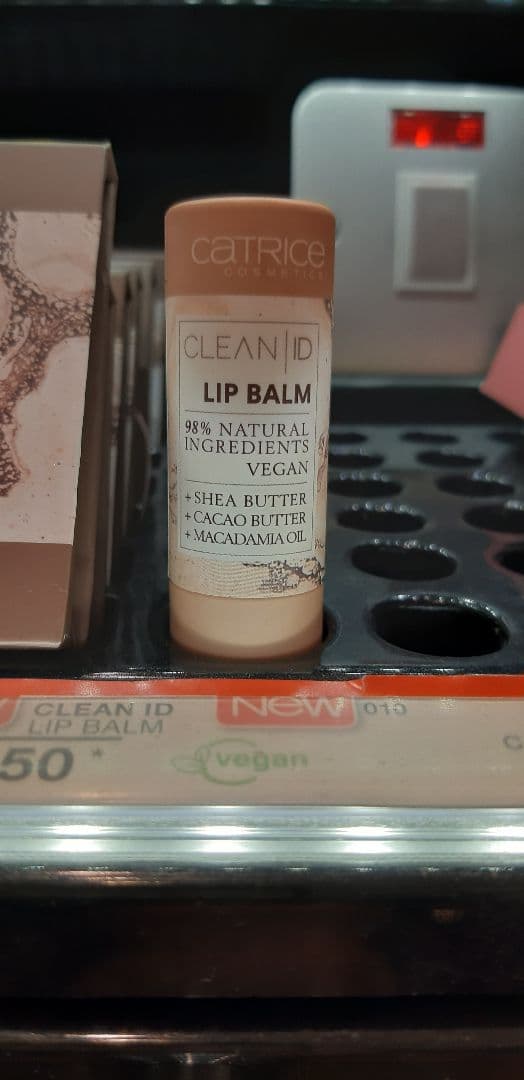 CATRICE
COSMETICS
CLEAN|ID
LIP BALM
98% NATURAL
INGREDIENTS
VEGAN
+ SHEA BUTTER
+ CACAO BUTTER
+ MACADAMIA OIL
CLEAN ID
LIP BALM
50 *
New
010
vegan
C